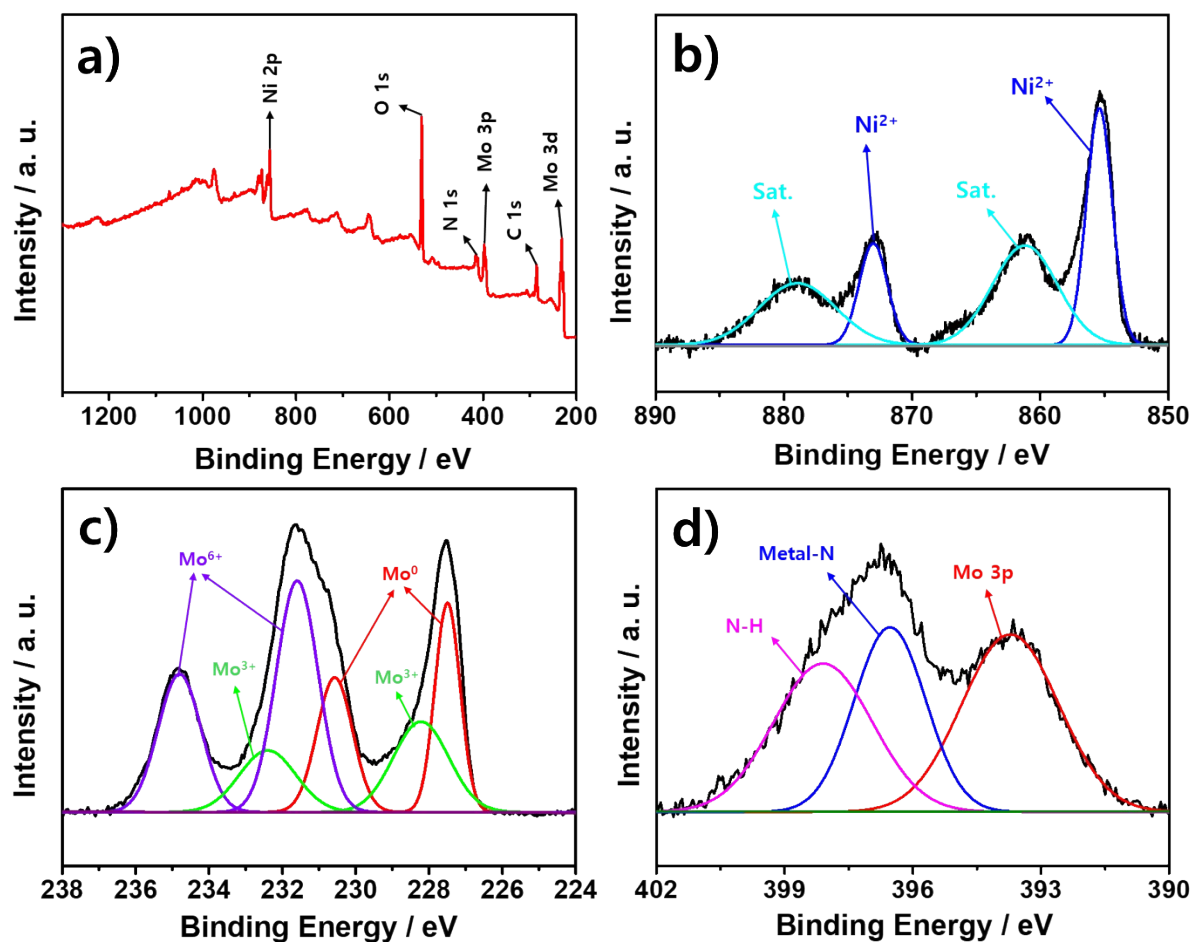 a)
Ni 2p
O 1s
N 1s
Mo 3p
C 1s
Mo 3d
Intensity / a. u.
1200 1000 800 600 400 200
Binding Energy / eV
b)
Ni²⁺
Ni²⁺
Sat.
Sat.
Intensity / a. u.
890 880 870 860 850
Binding Energy / eV
c)
Mo⁶⁺
Mo⁰
Mo³⁺
Mo³⁺
Intensity / a. u.
238 236 234 232 230 228 226 224
Binding Energy / eV
d)
Metal-N
Mo 3p
N-H
Intensity / a. u.
402 399 396 393 390
Binding Energy / eV